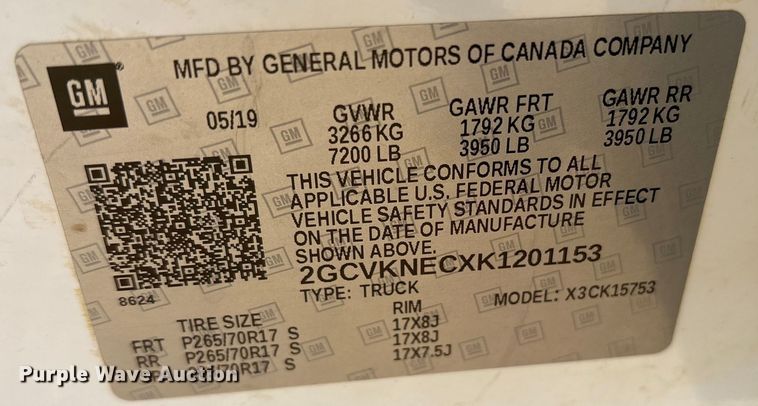 GM
MFD BY GENERAL MOTORS OF CANADA COMPANY
05/19
GVWR GAWR FRT GAWR RR
3266 KG 1792 KG 1792 KG
7200 LB 3950 LB 3950 LB
THIS VEHICLE CONFORMS TO ALL
APPLICABLE U.S. FEDERAL MOTOR
VEHICLE SAFETY STANDARDS IN EFFECT
ON THE DATE OF MANUFACTURE
SHOWN ABOVE.
2GCVKNECXK1201153
8624
TYPE: TRUCK MODEL: X3CK15753
TIRE SIZE RIM
FRT P265/70R17 S 17X8J
RR P265/70R17 S 17X8J
/70R17 S 17X7.5J
Purple Wave Auction